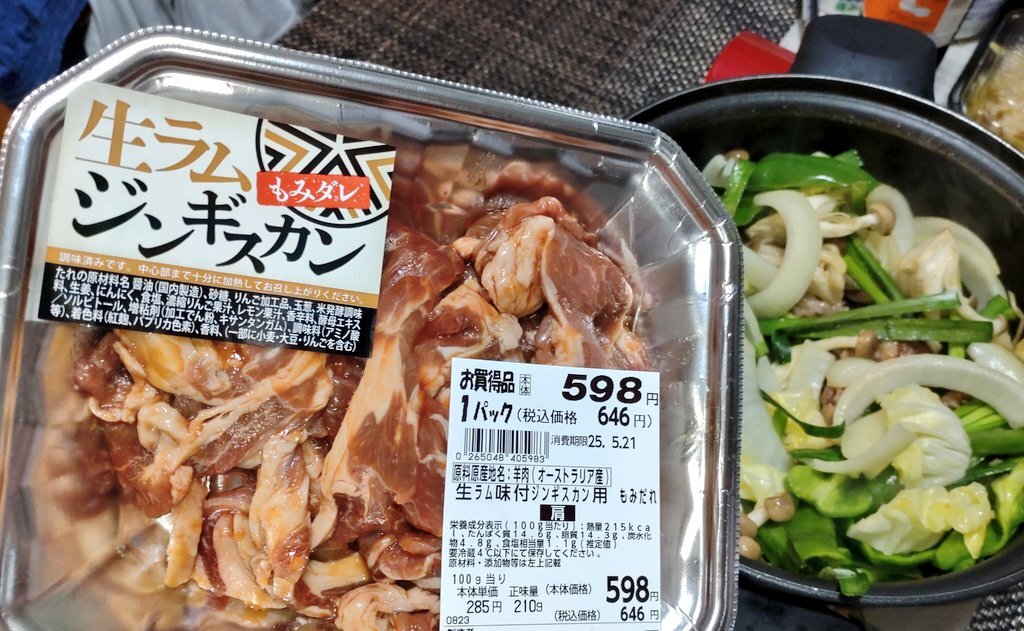 生ラム
もみダレ
ジンギスカン
調味済みです。中心部まで十分に加熱してお召し上がりください。
たれの原材料名 醤油(国内製造)、砂糖、りんご加工品、玉葱、米発酵調味
料、生姜、にんにく、食塩、濃縮りんご果汁、レモン果汁、香辛料、酵母エキス
/ソルビトール、増粘剤(加工でん粉、キサンタンガム)、調味料(アミノ酸
等)、着色料(紅麹、パプリカ色素)、香料、(一部に小麦・大豆・りんごを含む)
お買得品 本体 598円
1パック(税込価格 646円)
消費期限25. 5.21
0 265048 405983
原料原産地名:羊肉(オーストラリア産)
生ラム味付ジンギスカン用 もみだれ
肩
栄養成分表示(100g当たり):熱量215kca
l、たんぱく質14.6g、脂質14.3g、炭水化
物4.8g、食塩相当量1.1g(推定値)
要冷蔵4℃以下にて保存してください。
原材料・添加物等は左上記載
100g当り
本体単価 正味量 (本体価格) 598円
285円 210g
(税込価格) 646円
0823